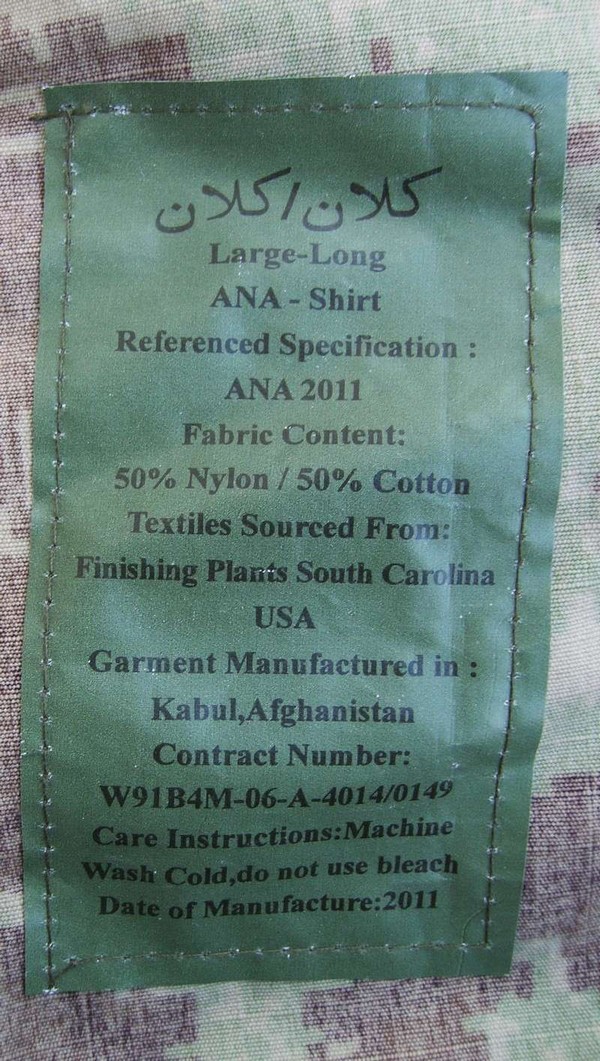 کلان/کلان
Large-Long
ANA - Shirt
Referenced Specification :
ANA 2011
Fabric Content:
50% Nylon / 50% Cotton
Textiles Sourced From:
Finishing Plants South Carolina
USA
Garment Manufactured in :
Kabul,Afghanistan
Contract Number:
W91B4M-06-A-4014/0149
Care Instructions:Machine
Wash Cold,do not use bleach
Date of Manufacture:2011